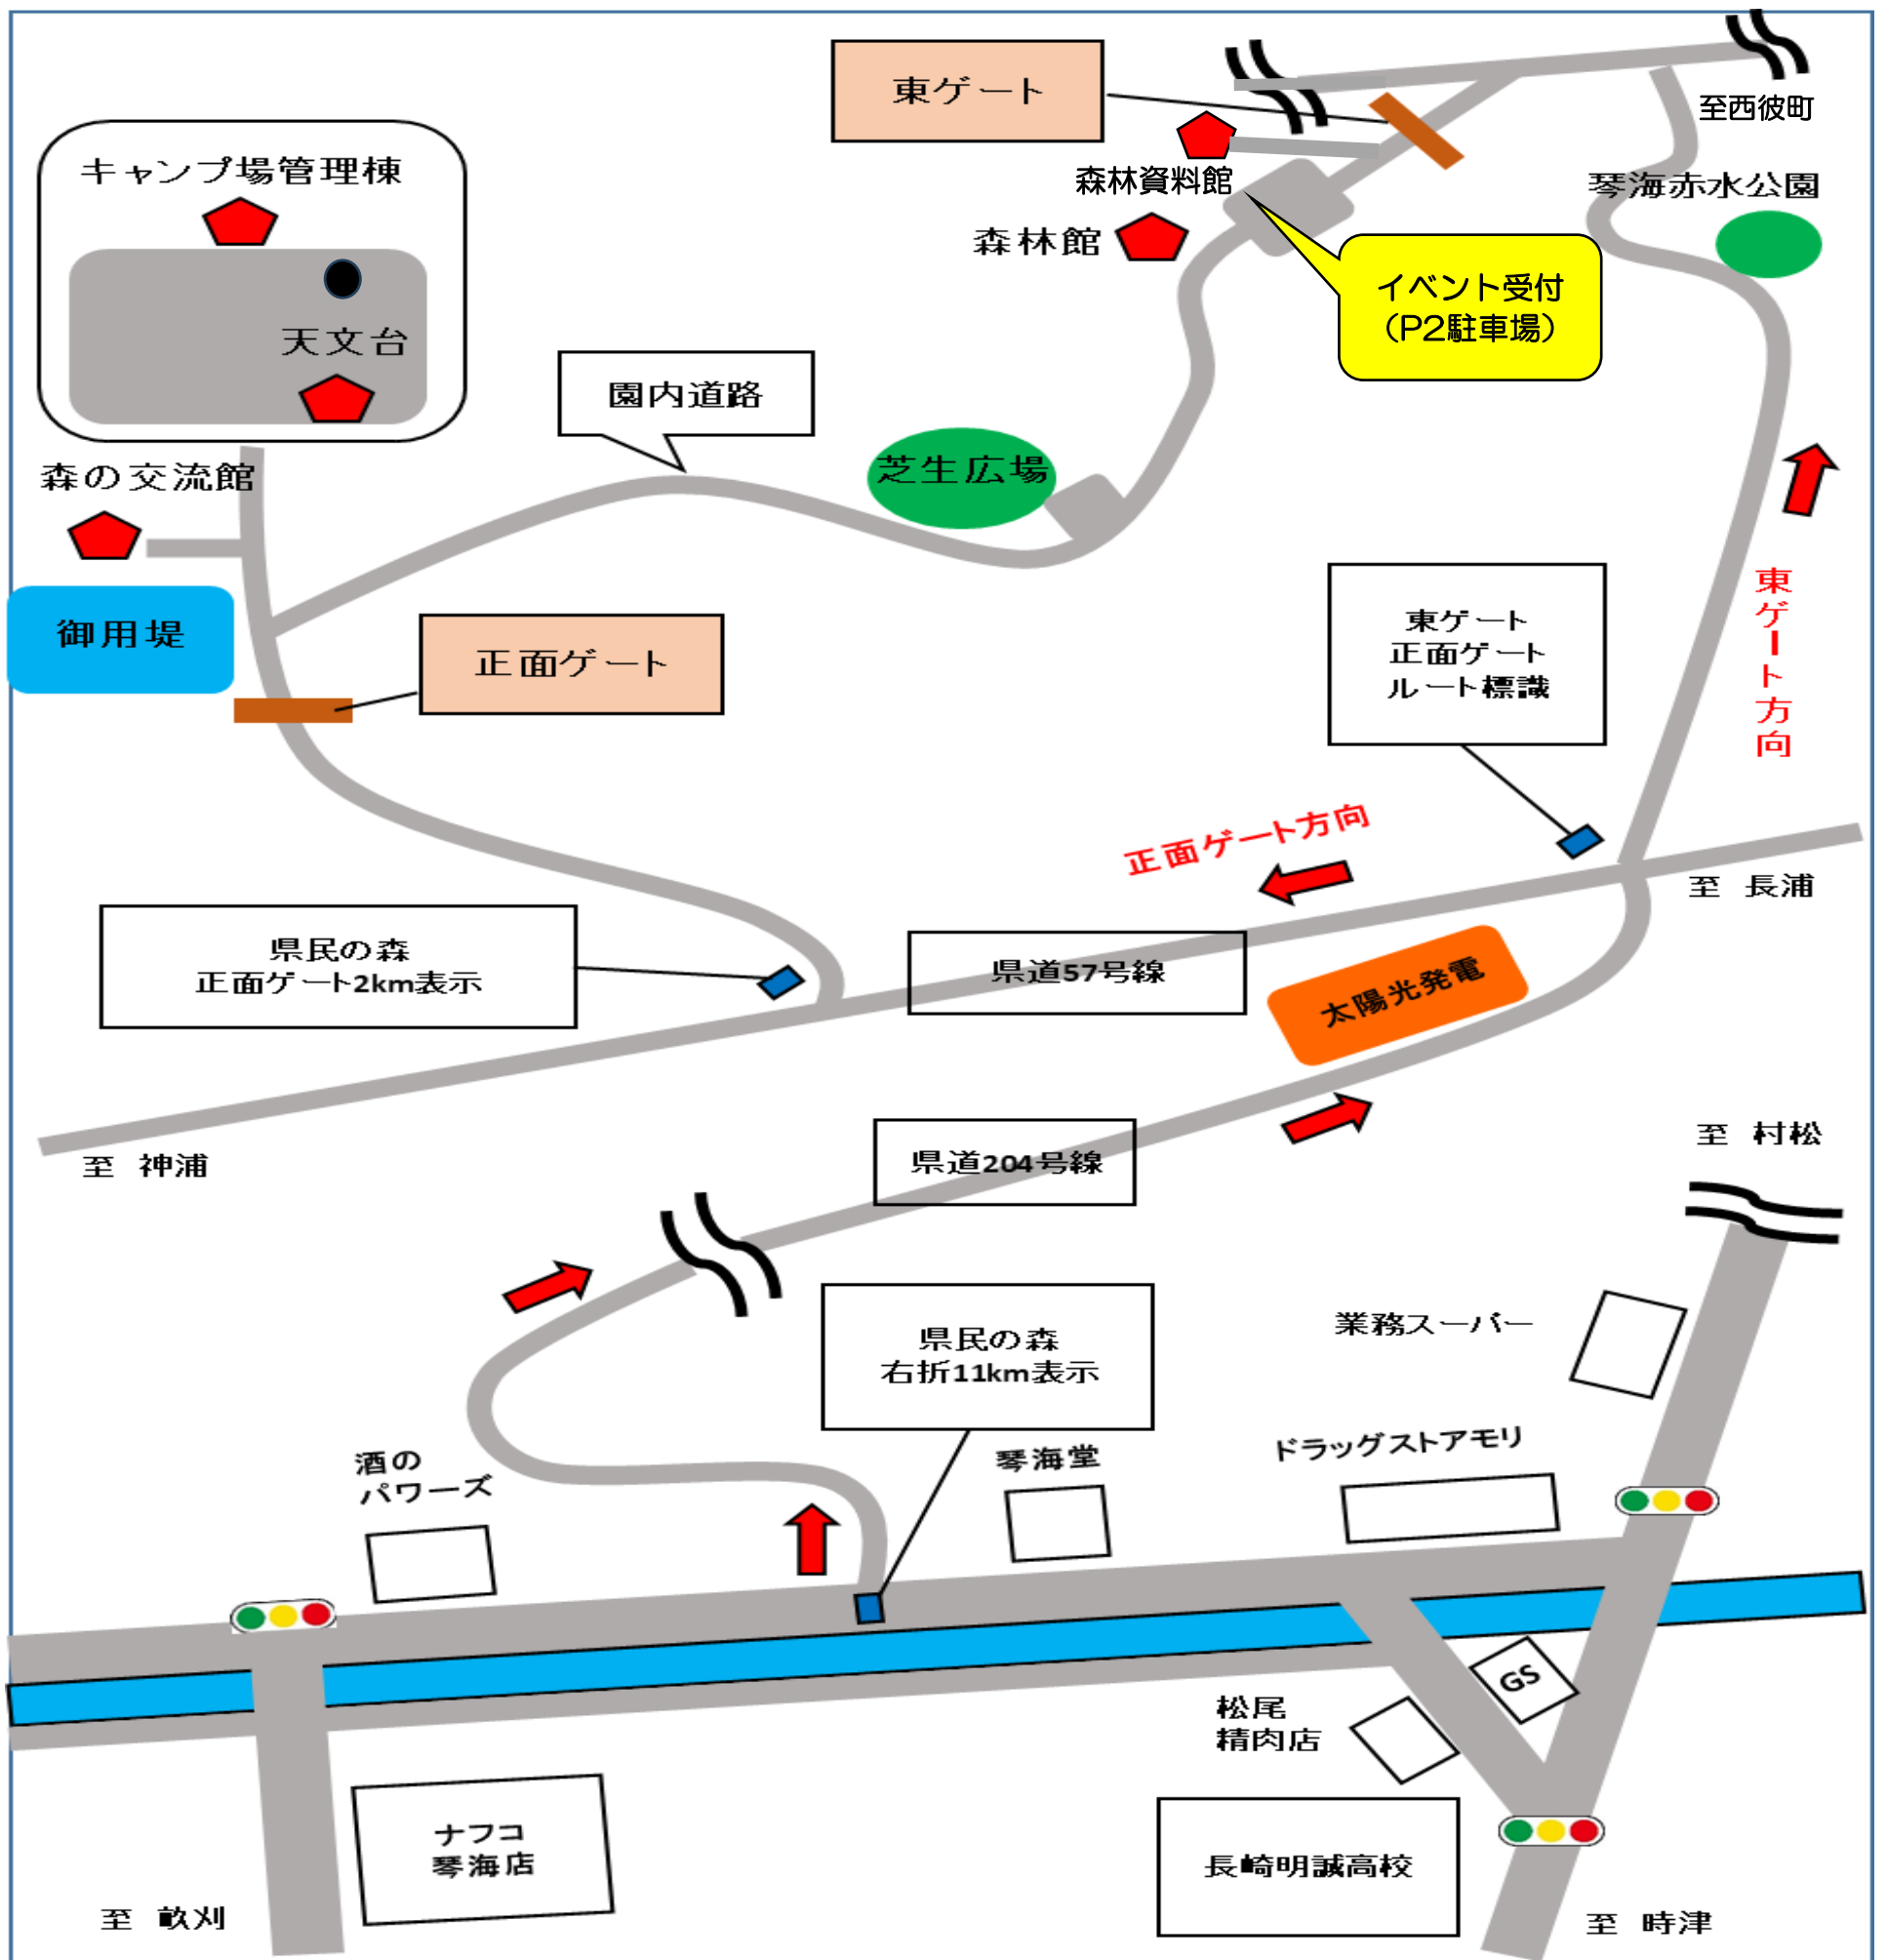 東ゲート
至西彼町
キャンプ場管理棟
森林資料館
琴海赤水公園
森林館
イベント受付
（P2駐車場）
天文台
園内道路
芝生広場
森の交流館
東ゲート方向
御用堤
正面ゲート
東ゲート
正面ゲート
ルート標識
正面ゲート方向
至 長浦
県民の森
正面ゲート2km表示
県道57号線
太陽光発電
至 神浦
県道204号線
至 村松
県民の森
右折11km表示
業務スーパー
酒の
パワーズ
琴海堂
ドラッグストアモリ
GS
松尾
精肉店
ナフコ
琴海店
長崎明誠高校
至 畝刈
至 時津